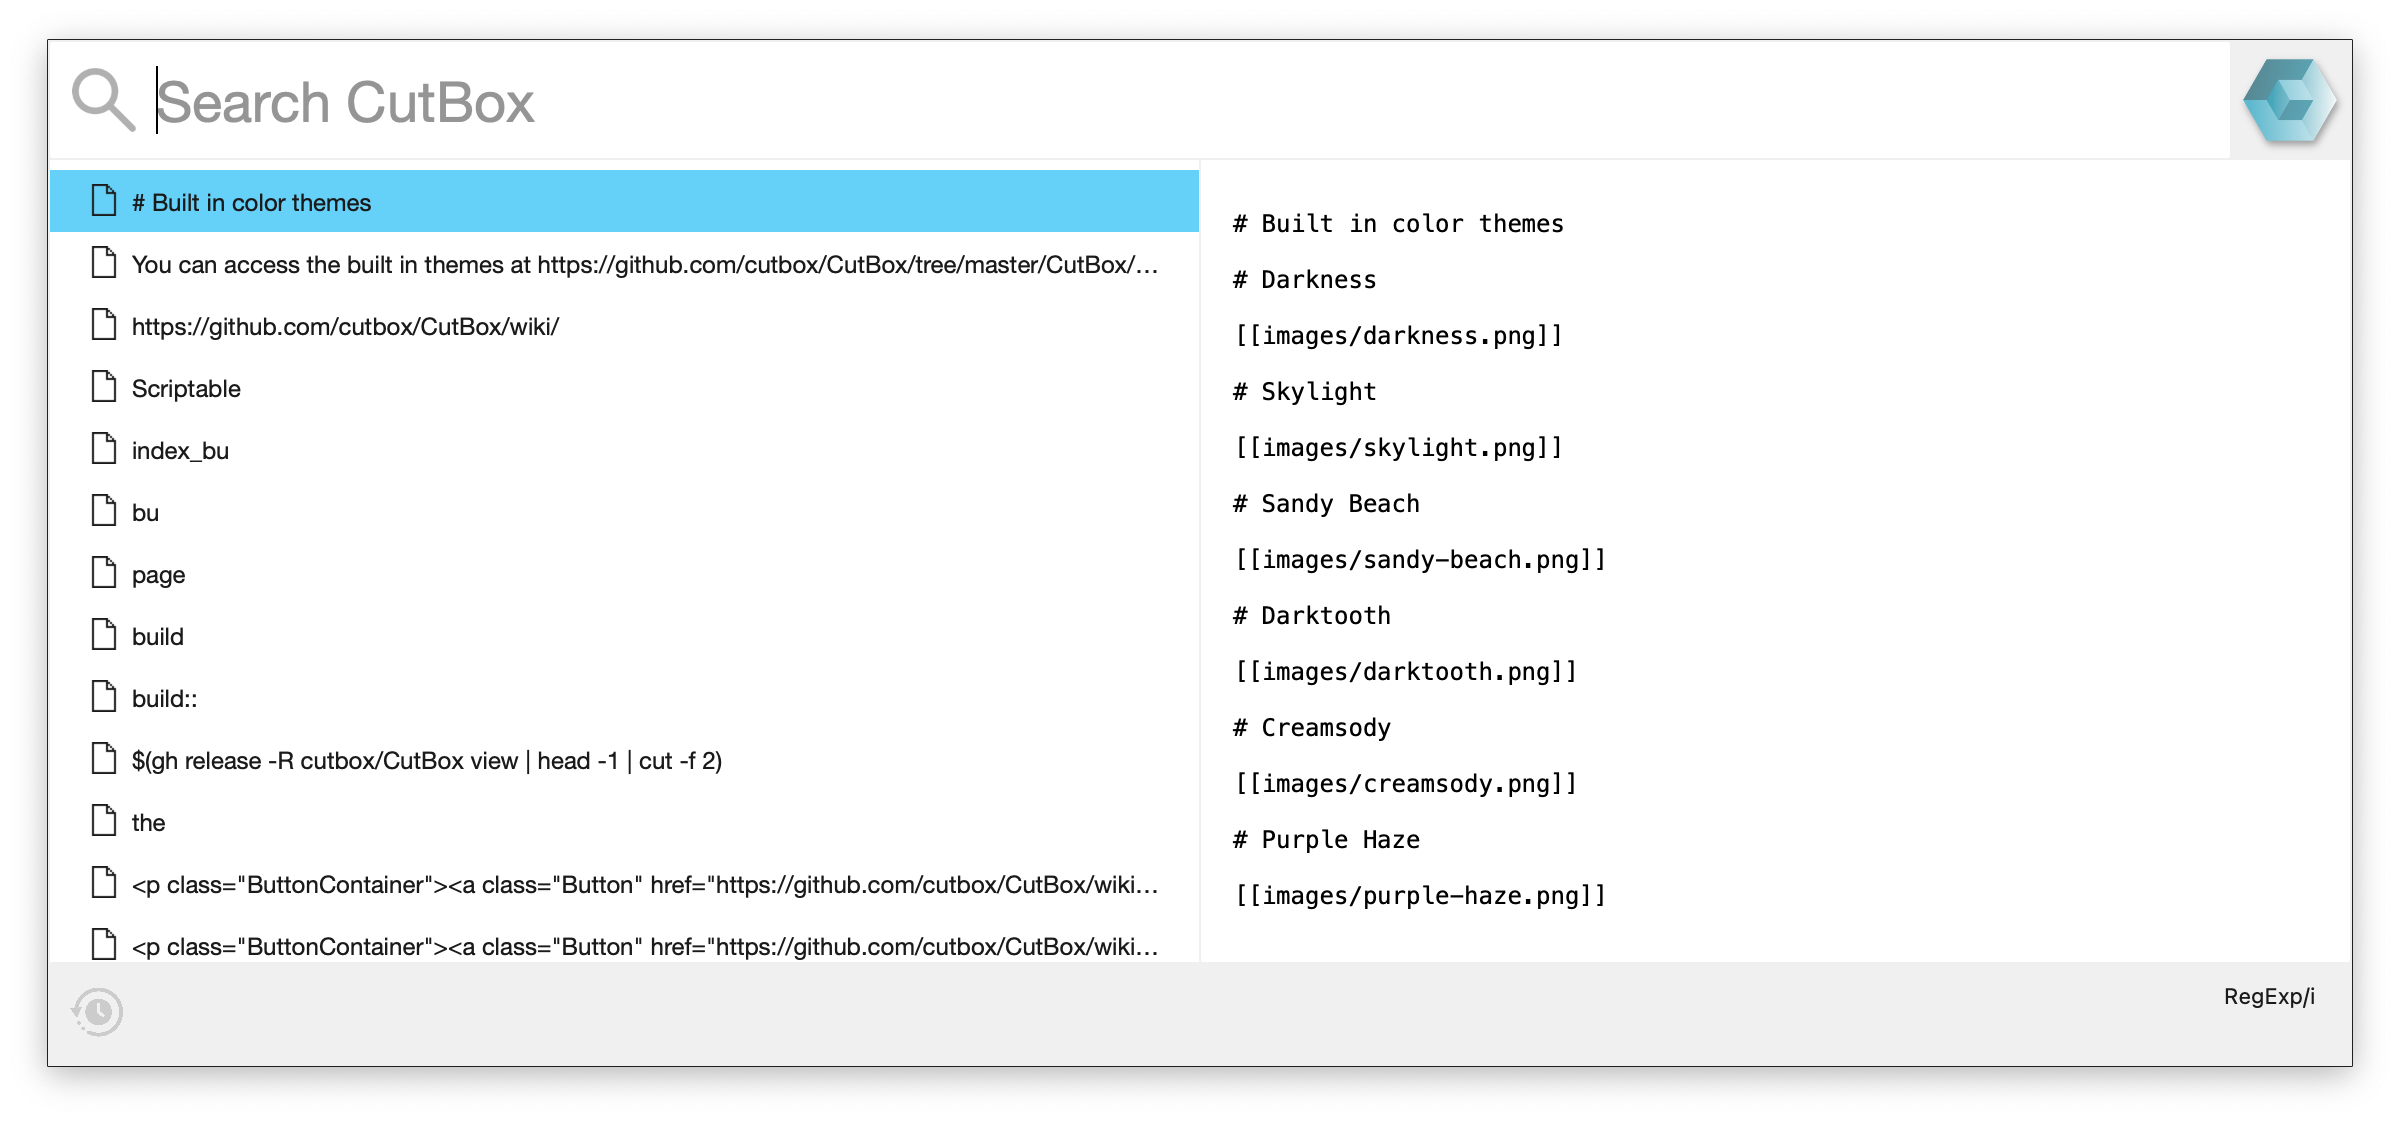 Search CutBox
# Built in color themes
You can access the built in themes at https://github.com/cutbox/CutBox/tree/master/CutBox/…
https://github.com/cutbox/CutBox/wiki/
Scriptable
index_bu
bu
page
build
build::
$(gh release -R cutbox/CutBox view | head -1 | cut -f 2)
the
<p class="ButtonContainer"><a class="Button" href="https://github.com/cutbox/CutBox/wiki…
<p class="ButtonContainer"><a class="Button" href="https://github.com/cutbox/CutBox/wiki…
# Built in color themes
# Darkness
[[images/darkness.png]]
# Skylight
[[images/skylight.png]]
# Sandy Beach
[[images/sandy-beach.png]]
# Darktooth
[[images/darktooth.png]]
# Creamsody
[[images/creamsody.png]]
# Purple Haze
[[images/purple-haze.png]]
RegExp/i